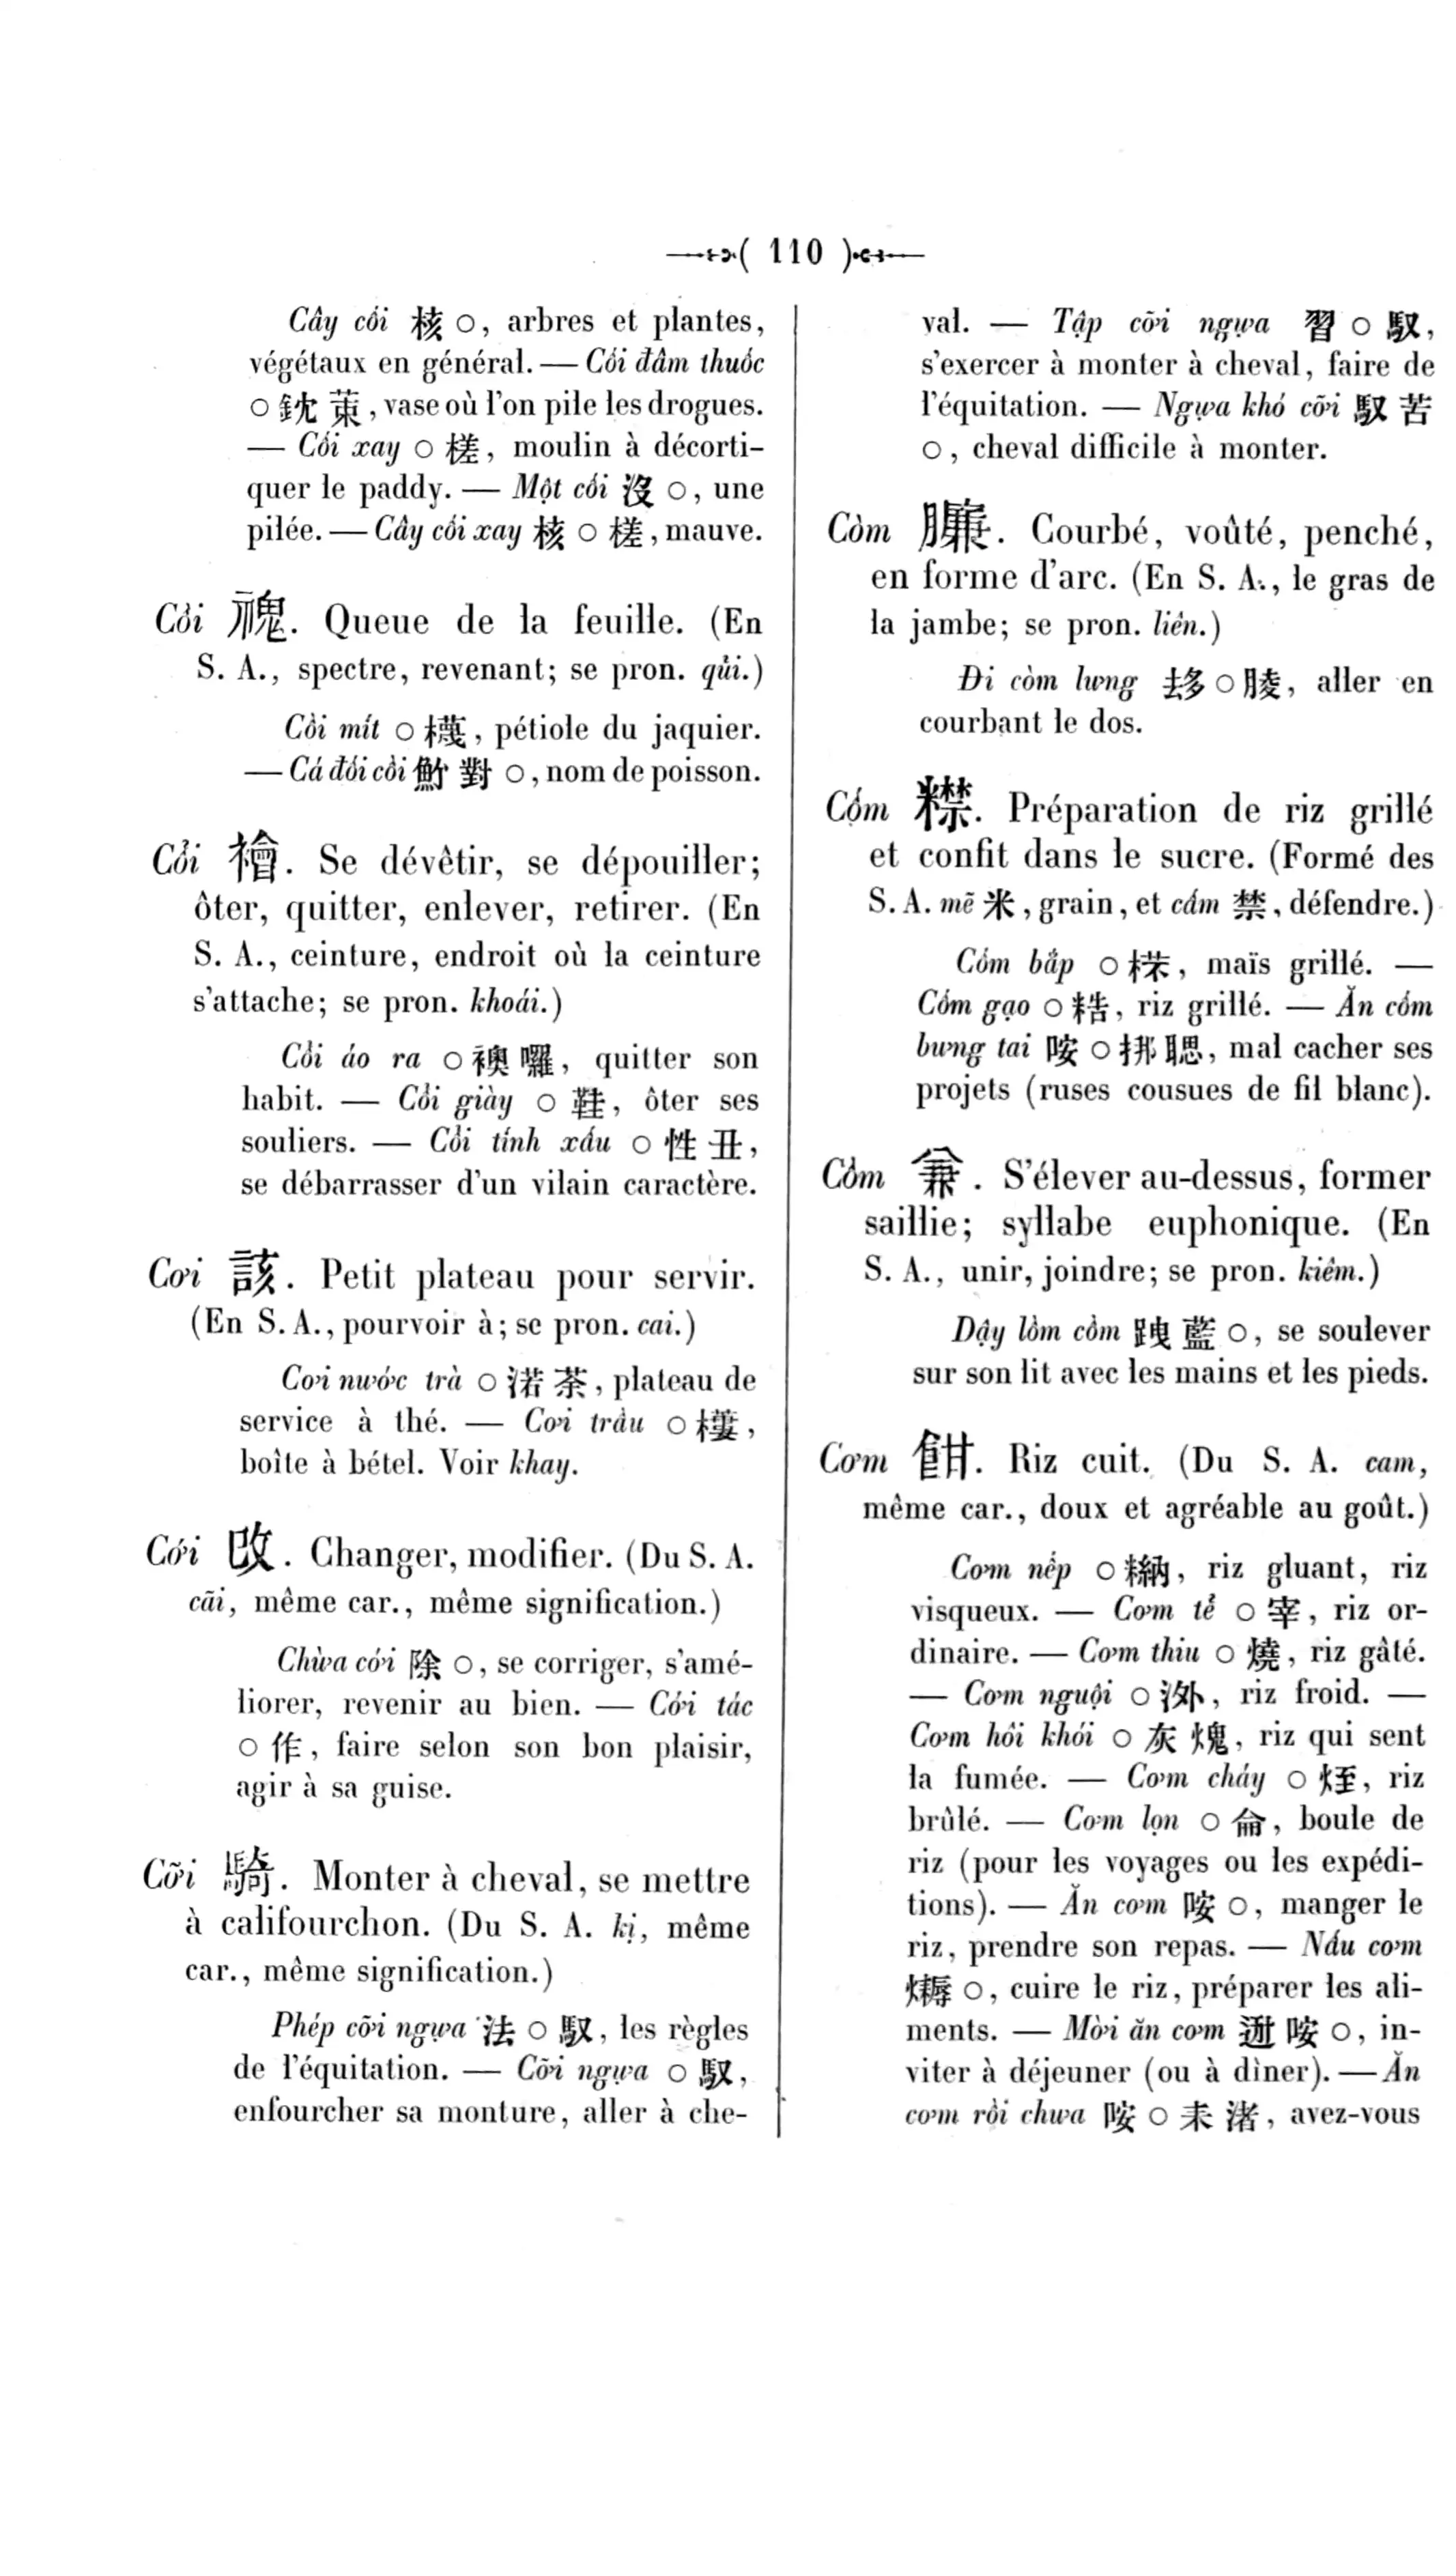 ( 110 )
Cây cối 核 ○, arbres et plantes,
végétaux en général. — Cối đâm thuốc
○ 㲽 藥, vase où l'on pile les drogues.
— Cối xay ○ 槎, moulin à décorti-
quer le paddy. — Một cối 沒 ○, une
pilée. — Cây cối xay 核 ○ 槎, mauve.
Cồi 䰟. Queue de la feuille. (En
S. A., spectre, revenant; se pron. qủi.)
Cồi mít ○ 櫗, pétiole du jaquier.
— Cá đối cồi 對 ○, nom de poisson.
Cổi 襘. Se dévêtir, se dépouiller;
ôter, quitter, enlever, retirer. (En
S. A., ceinture, endroit où la ceinture
s'attache; se pron. khoái.)
Cổi áo ra ○ 襖 囉, quitter son
habit. — Cổi giày ○ 鞋, ôter ses
souliers. — Cổi tính xấu ○ 性 丑,
se débarrasser d'un vilain caractère.
Cơi 該. Petit plateau pour servir.
(En S. A., pourvoir à; se pron. cai.)
Cơi nước trà ○ 渃 茶, plateau de
service à thé. — Cơi trầu ○, 
boîte à bétel. Voir khay.
Cới 改. Changer, modifier. (Du S. A.
cãi, même car., même signification.)
Chừa cới 除 ○, se corriger, s'amé-
liorer, revenir au bien. — Cới tác
○ 作, faire selon son bon plaisir,
agir à sa guise.
Cỡi 騎. Monter à cheval, se mettre
à califourchon. (Du S. A. kị, même
car., même signification.)
Phép cỡi ngựa 法 ○ 馭, les règles
de l'équitation. — Cỡi ngựa ○ 馭,
enfourcher sa monture, aller à che-
val. — Tập cỡi ngựa 習 ○ 馭,
s'exercer à monter à cheval, faire de
l'équitation. — Ngựa khó cỡi 馭 苦
○, cheval difficile à monter.
Còm 臁. Courbé, voûté, penché,
en forme d'arc. (En S. A., le gras de
la jambe; se pron. liêm.)
Đi còm lưng 𠫾 ○ 䏠, aller en
courbant le dos.
Cốm 𥽍. Préparation de riz grillé
et confit dans le sucre. (Formé des
S. A. mẽ 米, grain, et cấm 禁, défendre.)
Cốm bắp ○, maïs grillé. —
Cốm gạo ○ 𥺊, riz grillé. — Ăn cốm
bưng tai 咹 ○ 挷 聰, mal cacher ses
projets (ruses cousues de fil blanc).
Cồm 兼. S'élever au-dessus, former
saillie; syllabe euphonique. (En
S. A., unir, joindre; se pron. kiêm.)
Dậy lồm cồm 跩 藍 ○, se soulever
sur son lit avec les mains et les pieds.
Cơm 䊻. Riz cuit. (Du S. A. cam,
même car., doux et agréable au goût.)
Cơm nếp ○, riz gluant, riz
visqueux. — Cơm tẻ ○ 宰, riz or-
dinaire. — Cơm thiu ○ 燒, riz gâté.
— Cơm nguội ○ 𣷮, riz froid. —
Cơm hôi khói ○ 灰 煨, riz qui sent
la fumée. — Cơm cháy ○ 㷎, riz
brûlé. — Cơm lọn ○ 侖, boule de
riz (pour les voyages ou les expédi-
tions). — Ăn cơm 咹 ○, manger le
riz, prendre son repas. — Nấu cơm
燸 ○, cuire le riz, préparer les ali-
ments. — Mời ăn cơm 咹 ○, in-
viter à déjeuner (ou à dîner). — Ăn
cơm rồi chưa 咹 ○ 耒 渚, avez-vous